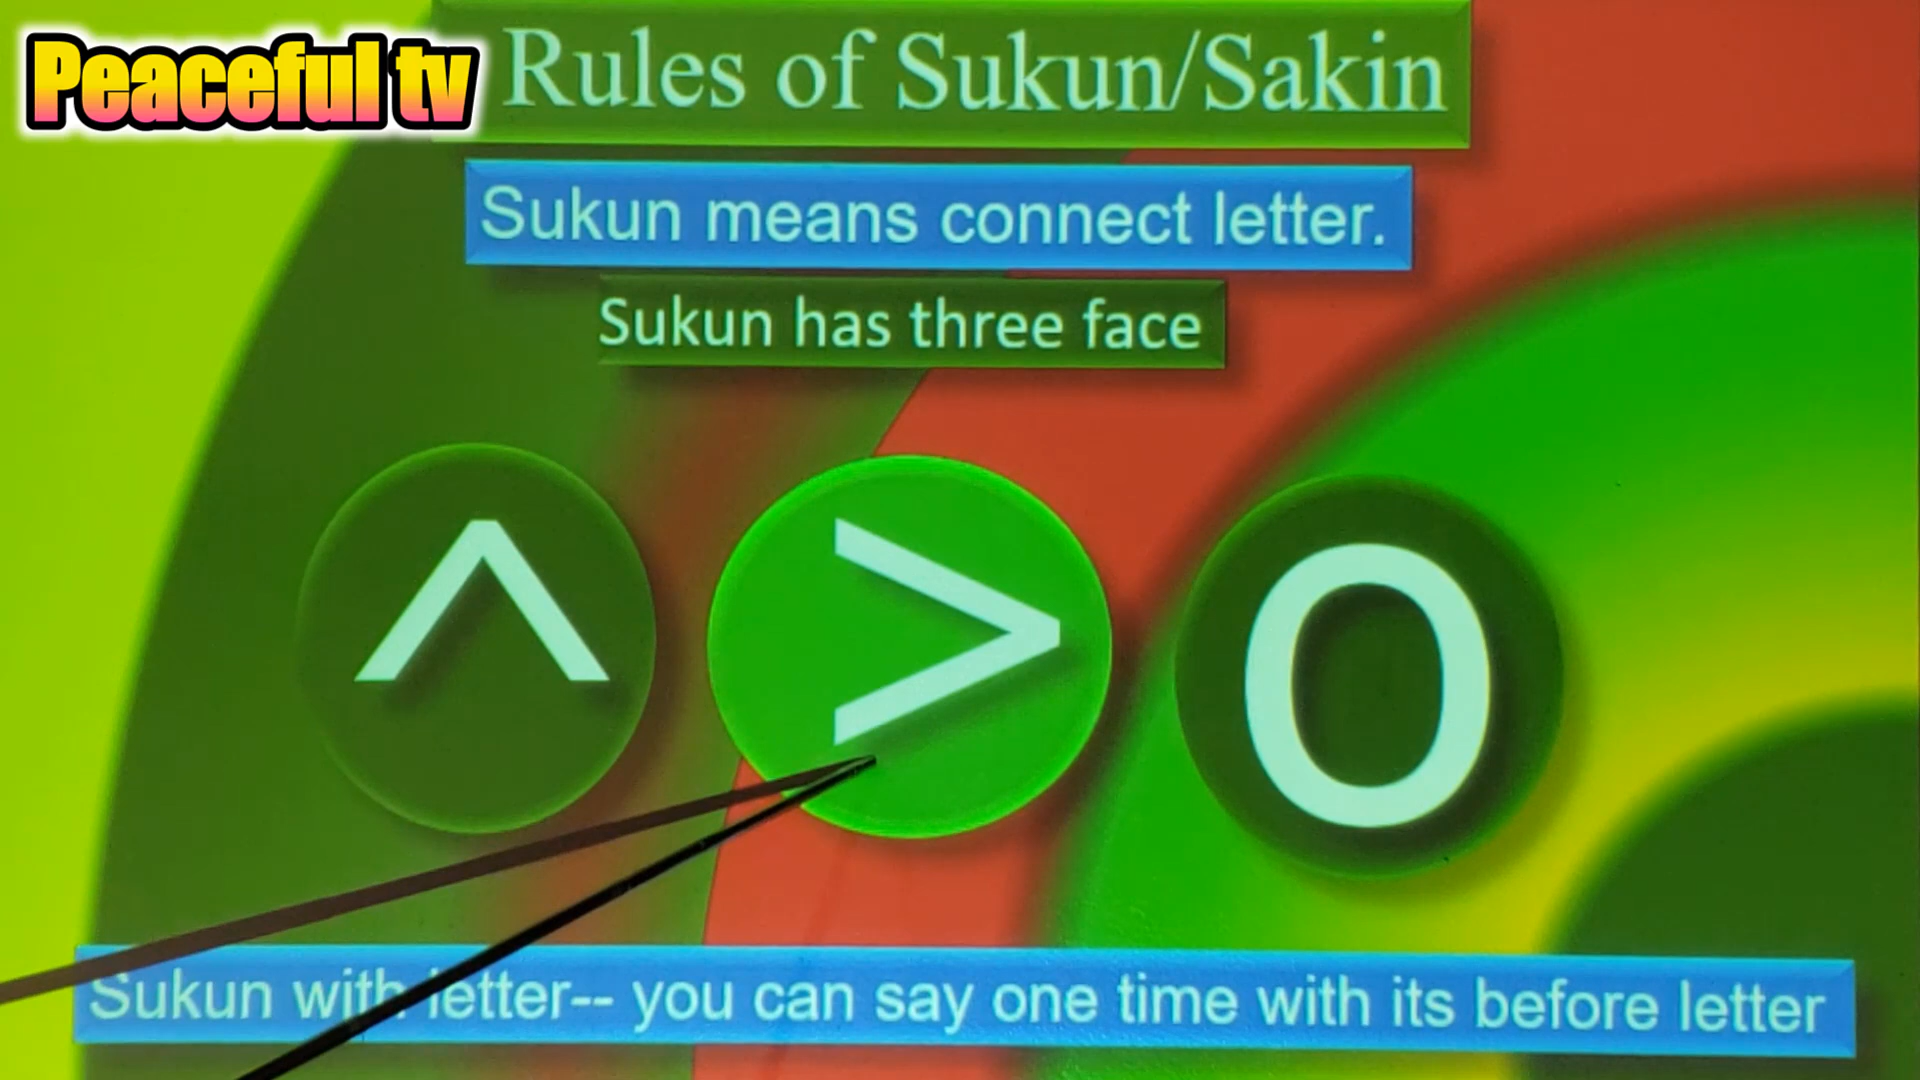 Peaceful tv
Rules of Sukun/Sakin
Sukun means connect letter.
Sukun has three face
^ > O
Sukun with letter-- you can say one time with its before letter